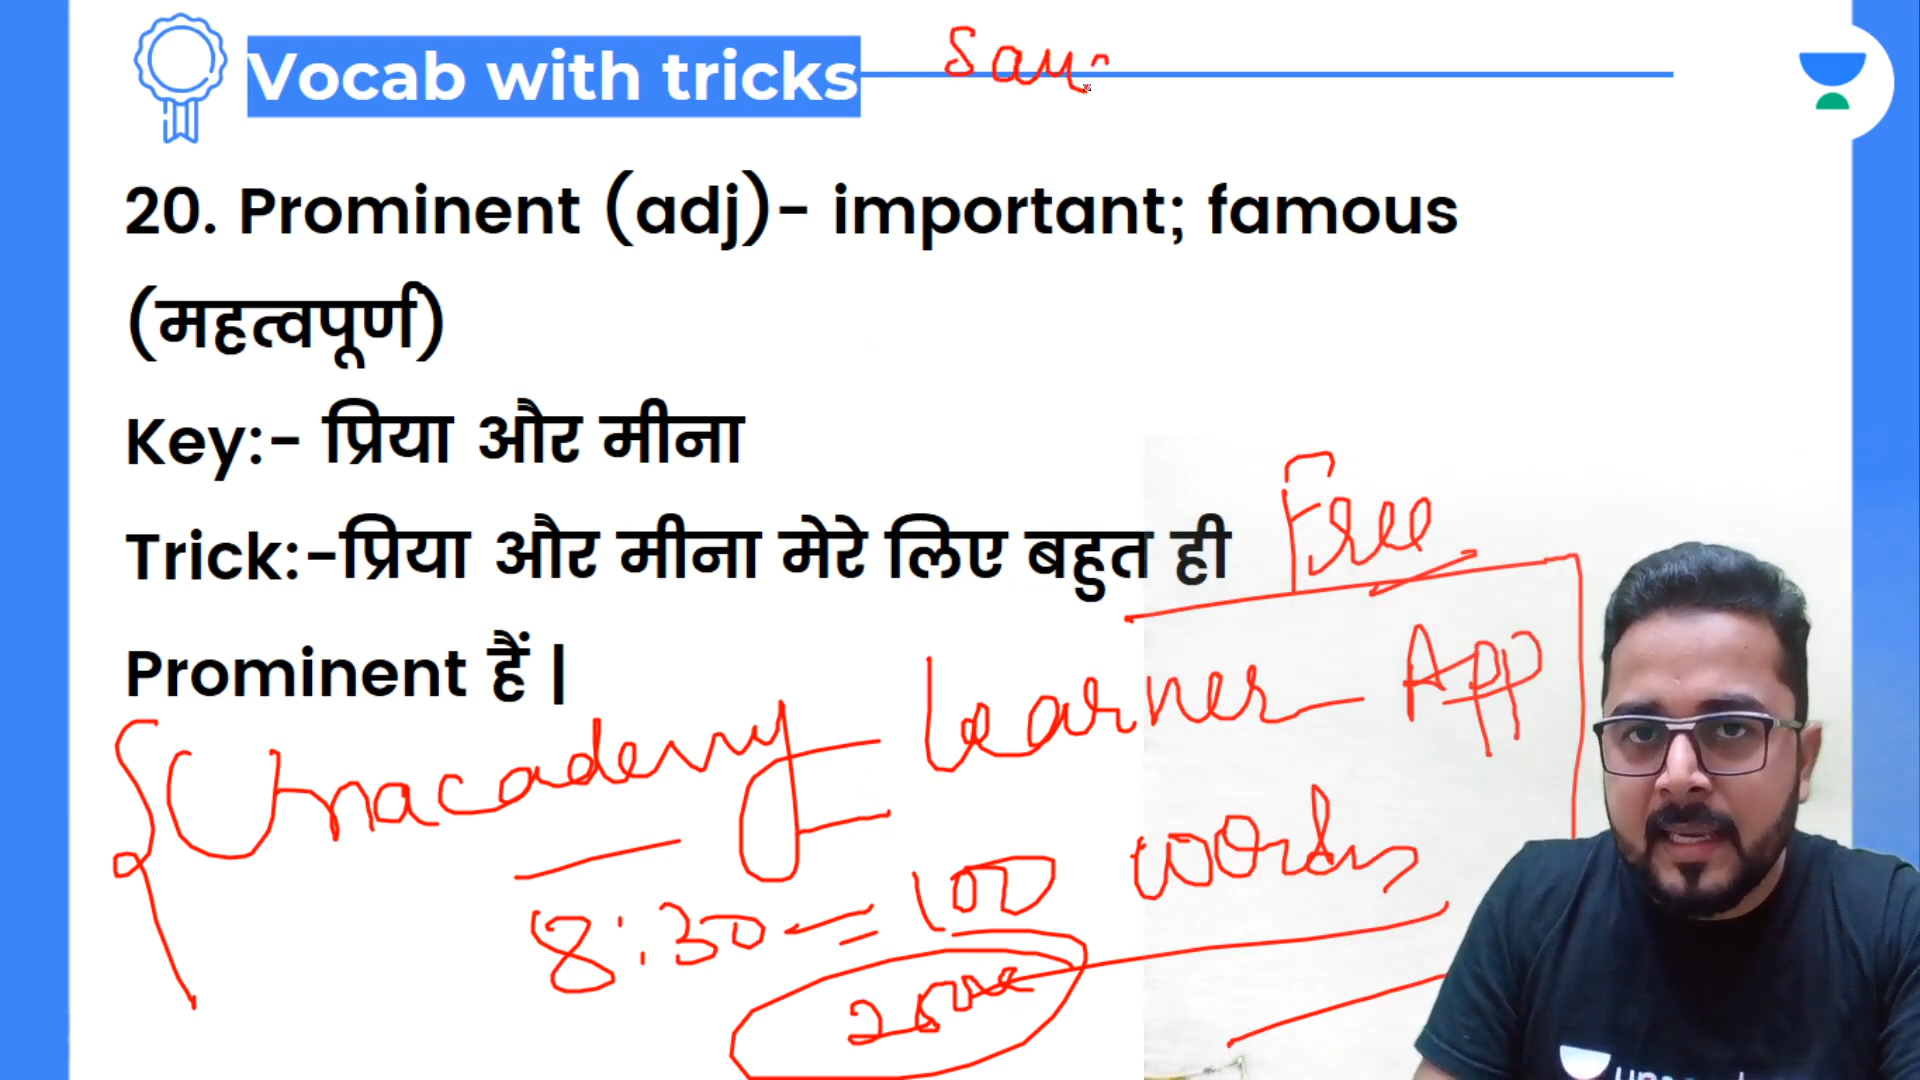 Vocab with tricks
20. Prominent (adj)- important; famous
(महत्वपूर्ण)
Key:- प्रिया और मीना
Trick:-प्रिया और मीना मेरे लिए बहुत ही
Prominent हैं |
Free
Unacademy Learner App
8:30 = 100 words